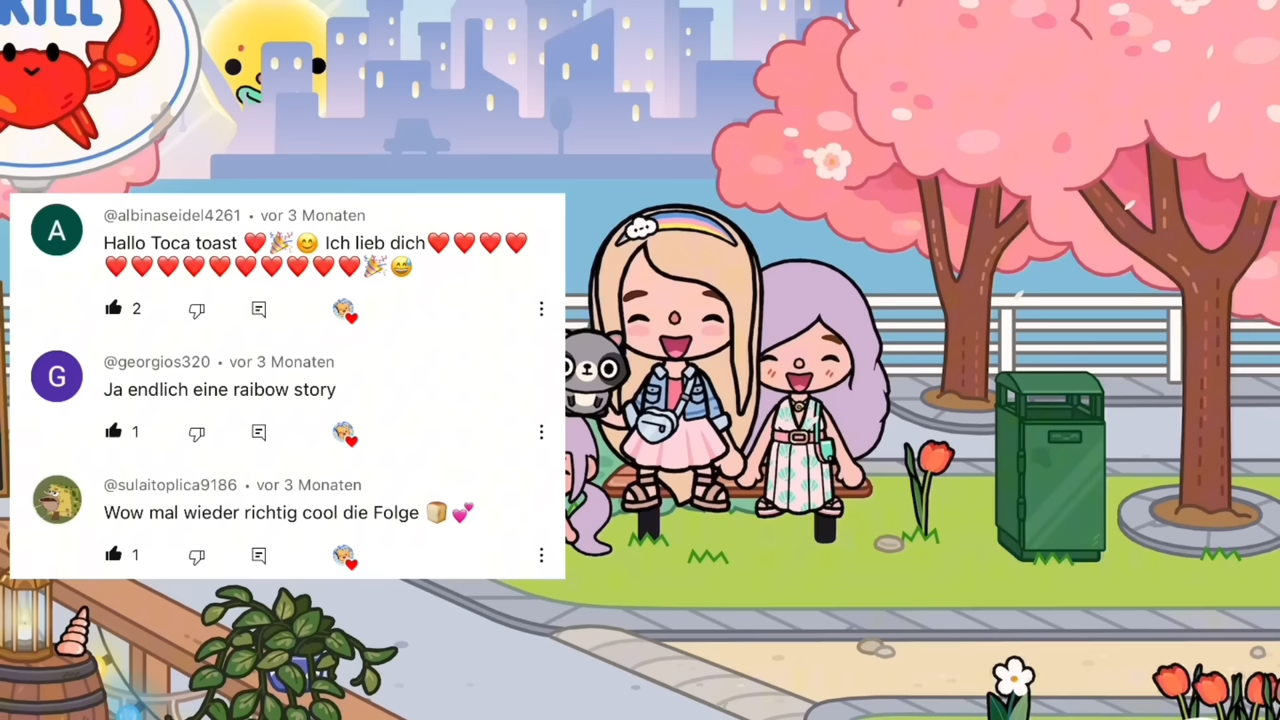 KILL
@albinaseidel4261 • vor 3 Monaten
Hallo Toca toast ❤️🎉😊 Ich lieb dich❤️❤️❤️❤️
❤️❤️❤️❤️❤️❤️❤️❤️❤️❤️🎉😅
2
@georgios320 • vor 3 Monaten
Ja endlich eine raibow story
1
@sulaitoplica9186 • vor 3 Monaten
Wow mal wieder richtig cool die Folge 🍞💕
1
A
G